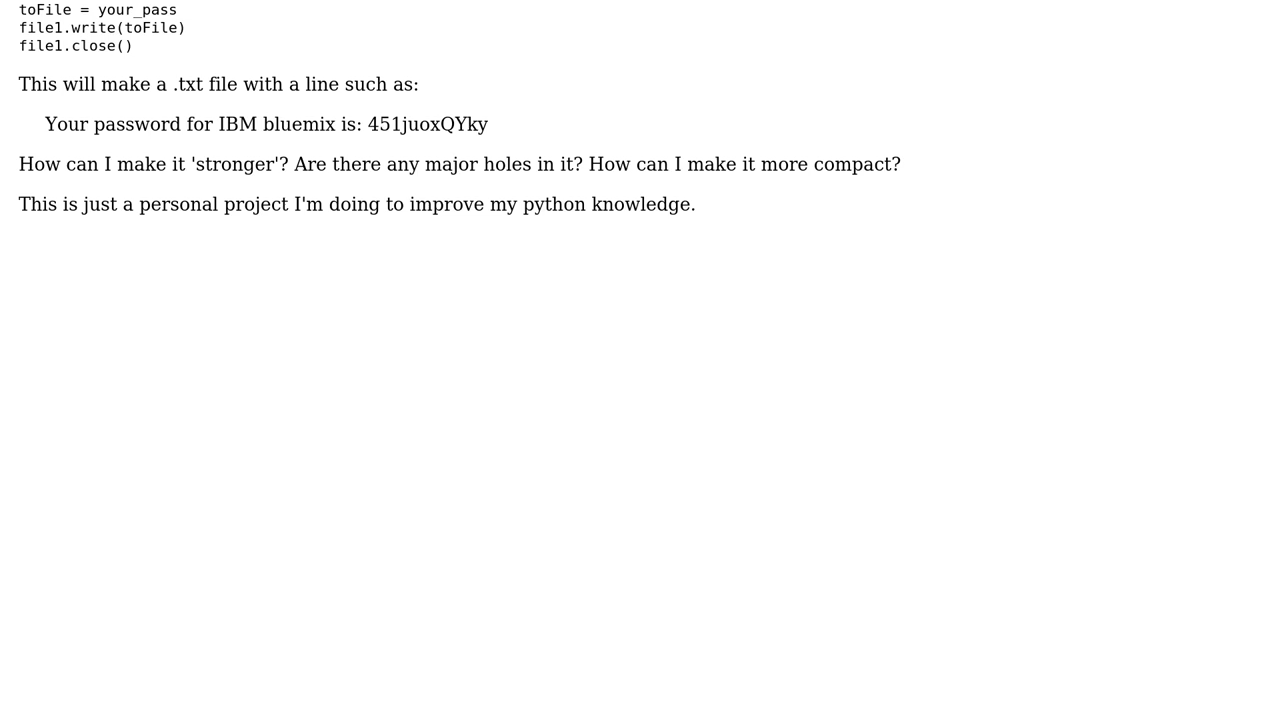 toFile = your_pass
file1.write(toFile)
file1.close()
This will make a .txt file with a line such as:
Your password for IBM bluemix is: 451juoxQYky
How can I make it 'stronger'? Are there any major holes in it? How can I make it more compact?
This is just a personal project I'm doing to improve my python knowledge.